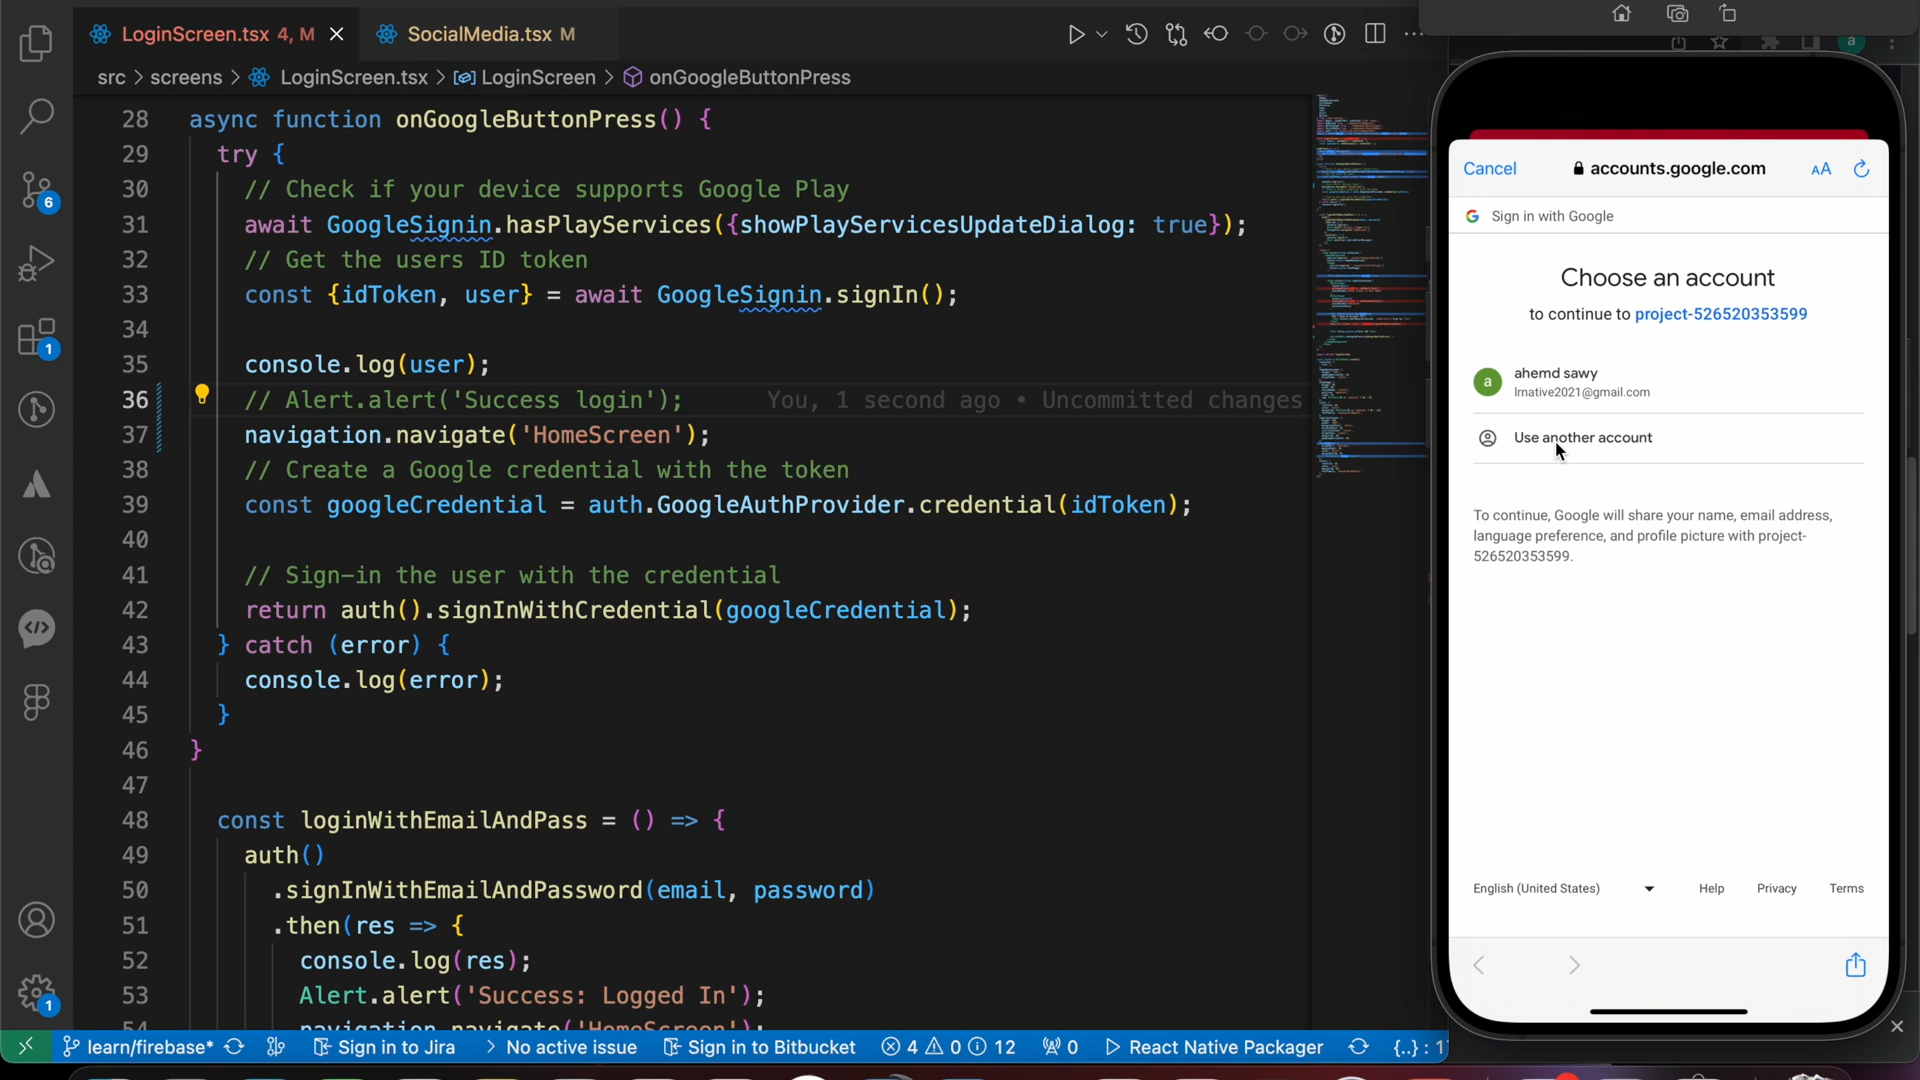 LoginScreen.tsx 4, M
SocialMedia.tsx M
src > screens > LoginScreen.tsx > LoginScreen > onGoogleButtonPress
28 async function onGoogleButtonPress() {
29 try {
30 // Check if your device supports Google Play
31 await GoogleSignin.hasPlayServices({showPlayServicesUpdateDialog: true});
32 // Get the users ID token
33 const {idToken, user} = await GoogleSignin.signIn();
34
35 console.log(user);
36 // Alert.alert('Success login'); You, 1 second ago • Uncommitted changes
37 navigation.navigate('HomeScreen');
38 // Create a Google credential with the token
39 const googleCredential = auth.GoogleAuthProvider.credential(idToken);
40
41 // Sign-in the user with the credential
42 return auth().signInWithCredential(googleCredential);
43 } catch (error) {
44 console.log(error);
45 }
46 }
47
48 const loginWithEmailAndPass = () => {
49 auth()
50 .signInWithEmailAndPassword(email, password)
51 .then(res => {
52 console.log(res);
53 Alert.alert('Success: Logged In');
54 navigation.navigate('HomeScreen');
6
1
1
learn/firebase*
Sign in to Jira
No active issue
Sign in to Bitbucket
4 0 12
0
React Native Packager
{..} : 1
a
Cancel
accounts.google.com
AA
Sign in with Google
Choose an account
to continue to project-526520353599
a
ahemd sawy
lrnative2021@gmail.com
Use another account
To continue, Google will share your name, email address,
language preference, and profile picture with project-
526520353599.
English (United States)
Help
Privacy
Terms